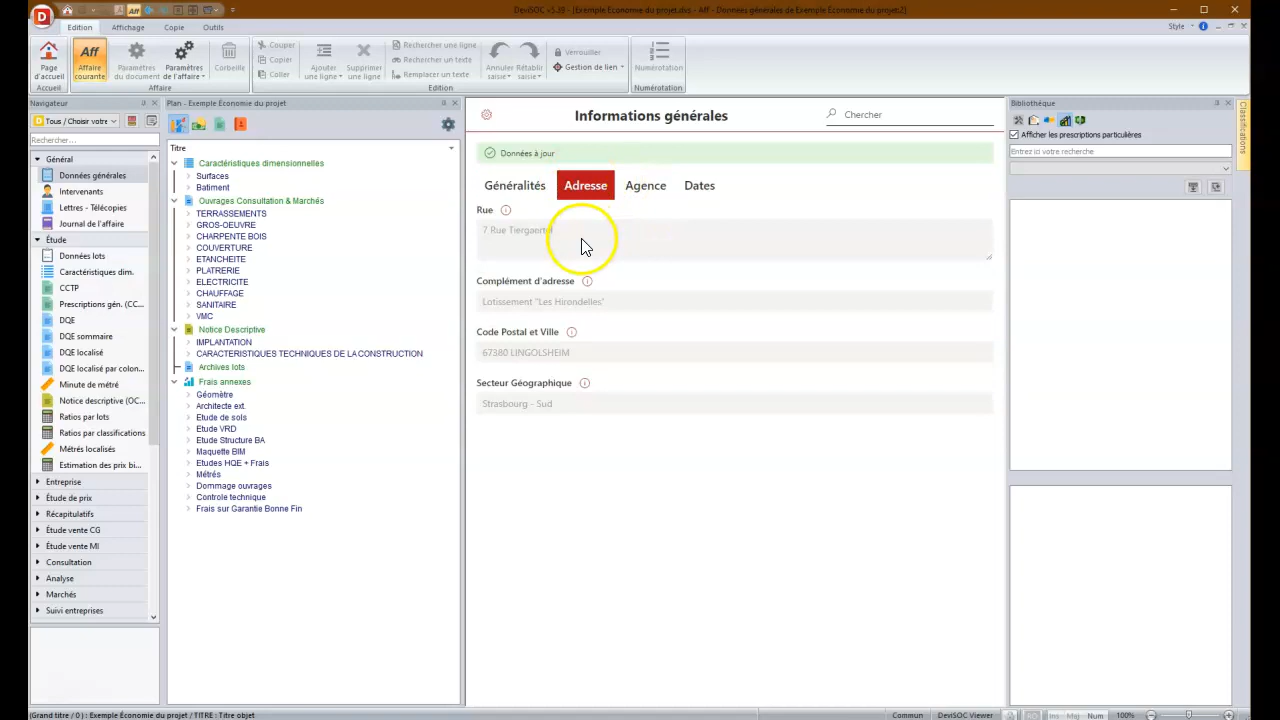 DeviSOC v5.39 - [Exemple Économie du projet.dvs - Aff - Données générales de Exemple Économie du projet2]
Edition
Affichage
Copie
Outils
Style
Page d'accueil
Accueil
Aff
Affaire courante
Paramètres du document
Paramètres de l'affaire
Corbeille
Affaire
Couper
Copier
Coller
Ajouter une ligne
Supprimer une ligne
Rechercher une ligne
Rechercher un texte
Remplacer un texte
Annuler saisie
Rétablir saisie
Verrouiller
Gestion de lien
Edition
Numérotation
Numérotation
Navigateur
Tous / Choisir votre
Rechercher...
Général
Données générales
Intervenants
Lettres - Télécopies
Journal de l'affaire
Étude
Données lots
Caractéristiques dim.
CCTP
Prescriptions gén. (CC...
DQE
DQE sommaire
DQE localisé
DQE localisé par colon...
Minute de métré
Notice descriptive (OC...
Ratios par lots
Ratios par classifications
Métrés localisés
Estimation des prix bi...
Entreprise
Étude de prix
Récapitulatifs
Étude vente CG
Étude vente MI
Consultation
Analyse
Marchés
Suivi entreprises
Plan - Exemple Économie du projet
Titre
Caractéristiques dimensionnelles
Surfaces
Batiment
Ouvrages Consultation & Marchés
TERRASSEMENTS
GROS-OEUVRE
CHARPENTE BOIS
COUVERTURE
ETANCHEITE
PLATRERIE
ELECTRICITE
CHAUFFAGE
SANITAIRE
VMC
Notice Descriptive
IMPLANTATION
CARACTERISTIQUES TECHNIQUES DE LA CONSTRUCTION
Archives lots
Frais annexes
Géomètre
Architecte ext.
Etude de sols
Etude VRD
Etude Structure BA
Maquette BIM
Etudes HQE + Frais
Métrés
Dommage ouvrages
Controle technique
Frais sur Garantie Bonne Fin
Informations générales
Chercher
Données à jour
Généralités
Adresse
Agence
Dates
Rue
7 Rue Tiergaertel
Complément d'adresse
Lotissement "Les Hirondelles"
Code Postal et Ville
67380 LINGOLSHEIM
Secteur Géographique
Strasbourg - Sud
Bibliothèque
Afficher les prescriptions particulières
Entrez ici votre recherche
Classifications
(Grand titre / 0 ) : Exemple Économie du projet / TITRE : Titre objet
Commun
DeviSOC Viewer
Ins
Maj
Num
100%